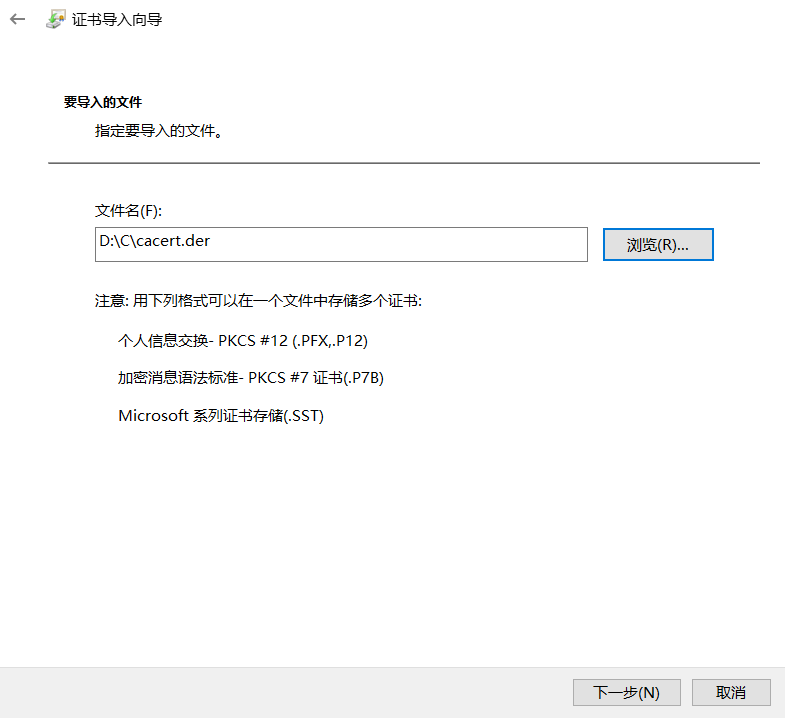 证书导入向导
要导入的文件
指定要导入的文件。
文件名(F):
D:\C\cacert.der
浏览(R)...
注意: 用下列格式可以在一个文件中存储多个证书:
个人信息交换- PKCS #12 (.PFX,.P12)
加密消息语法标准- PKCS #7 证书(.P7B)
Microsoft 系列证书存储(.SST)
下一步(N)
取消